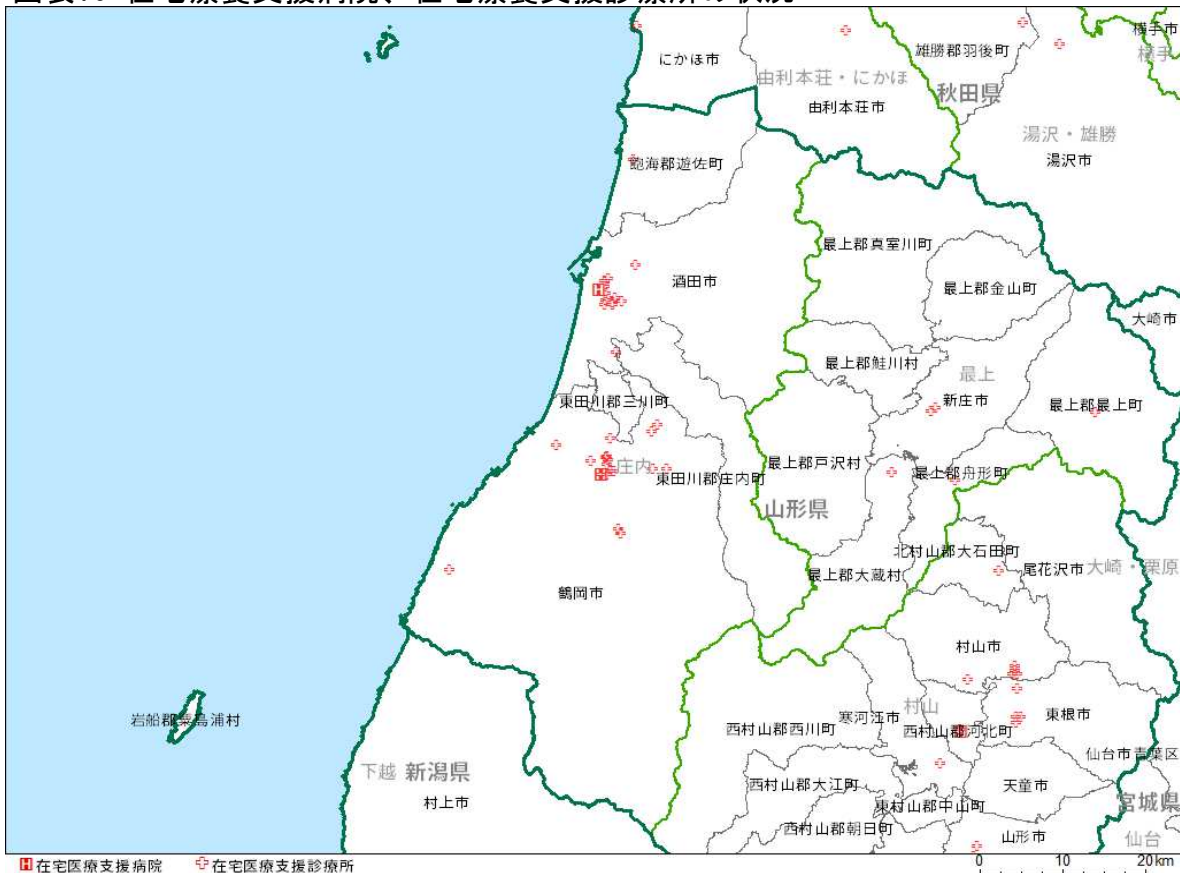 にかほ市
雄勝郡羽後町
横手市
横手
由利本荘・にかほ
秋田県
由利本荘市
湯沢・雄勝
湯沢市
飽海郡遊佐町
最上郡真室川町
酒田市
最上郡金山町
大崎市
最上郡鮭川村
最上
東田川郡三川町
新庄市
最上郡最上町
庄内
最上郡戸沢村
東田川郡庄内町
最上郡舟形町
山形県
北村山郡大石田町
尾花沢市
大崎・栗原
最上郡大蔵村
鶴岡市
村山市
岩船郡粟島浦村
村山
寒河江市
東根市
西村山郡西川町
西村山郡河北町
仙台市青葉区
下越
新潟県
西村山郡大江町
天童市
村上市
東村山郡中山町
宮城県
西村山郡朝日町
山形市
仙台
在宅医療支援病院
在宅医療支援診療所
0 10 20km